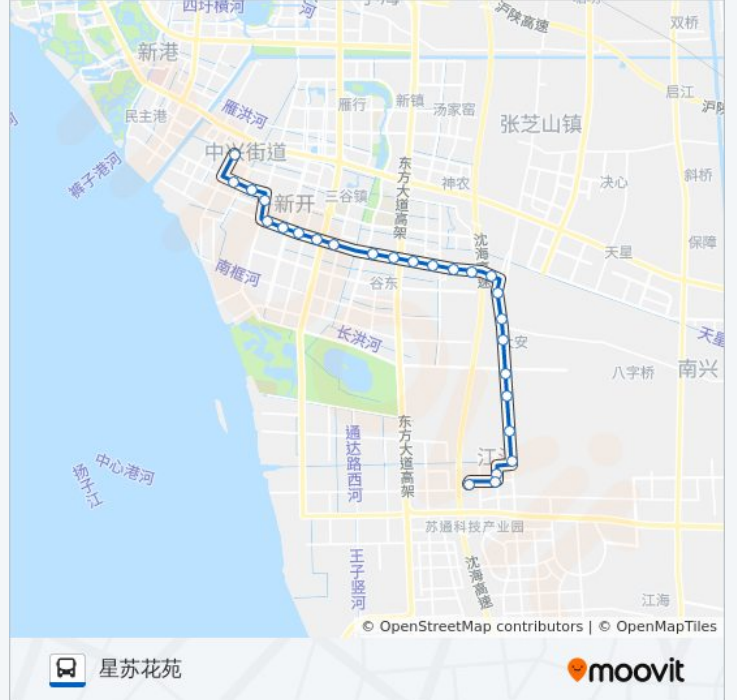 四圩横河
河
沪陕高速
双桥
新港
雁行
新镇
汤家窑
启江
沪
民主港
雁洪河
张芝山镇
中兴街道
裤子港河
东方大道高架
神农
决心
斜桥
新开
三谷镇
沈海高速
天星
保障
南框河
谷东
长洪河
安
天星
八字桥
南兴
通达路西河
东方大道高架
江
中心港河
扬子江
苏通科技产业园
王子竖河
沈海高速
江海
© OpenStreetMap contributors | © OpenMapTiles
星苏花苑
moovit